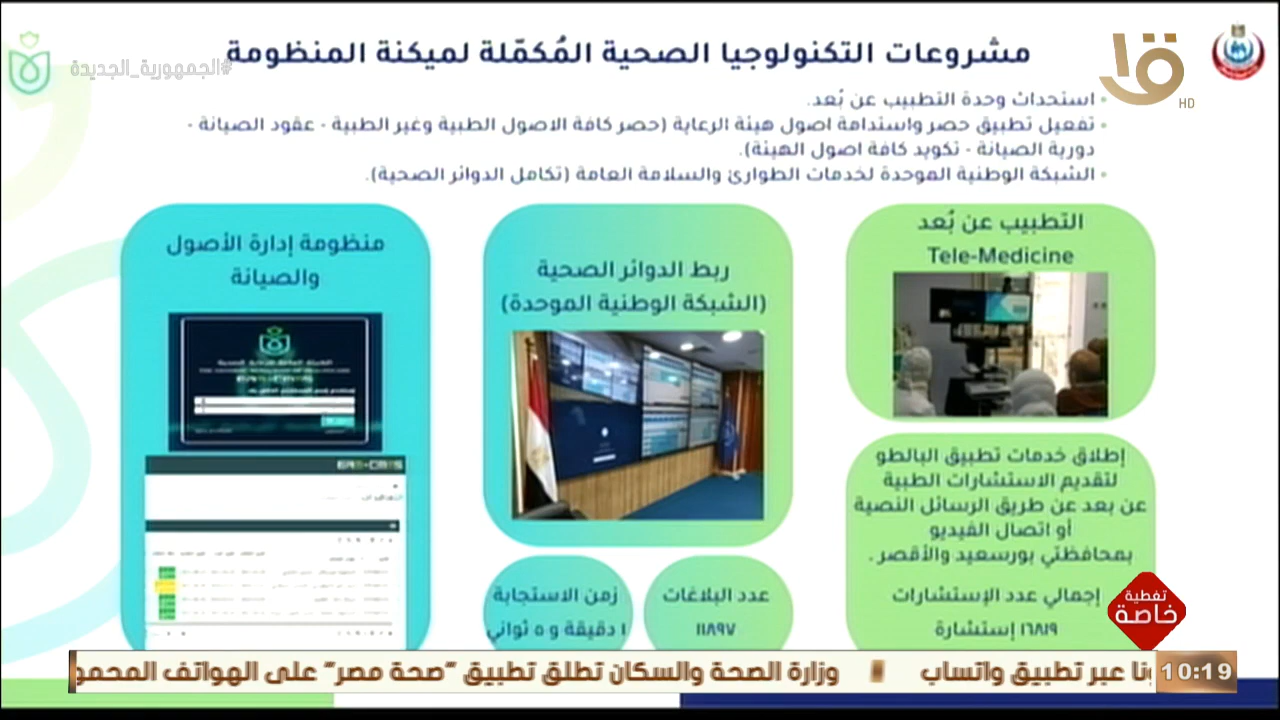 مشروعات التكنولوجيا الصحية المُكمّلة لميكنة المنظومة
#الجمهورية_الجديدة
HD
• استحداث وحدة التطبيب عن بُعد.
• تفعيل تطبيق حصر واستدامة اصول هيئة الرعاية (حصر كافة الاصول الطبية وغير الطبية - عقود الصيانة -
دورية الصيانة - تكويد كافة اصول الهيئة).
• الشبكة الوطنية الموحدة لخدمات الطوارئ والسلامة العامة (تكامل الدوائر الصحية).
التطبيب عن بُعد
Tele-Medicine
إطلاق خدمات تطبيق البالطو
لتقديم الاستشارات الطبية
عن بعد عن طريق الرسائل النصية
أو اتصال الفيديو
بمحافظتي بورسعيد والأقصر .
إجمالي عدد الإستشارات
١٦٨١٩ إستشارة
ربط الدوائر الصحية
(الشبكة الوطنية الموحدة)
عدد البلاغات
١١٨٩٧
زمن الاستجابة
١ دقيقة و ٥ ثواني
منظومة إدارة الأصول
والصيانة
تغطية
خاصة
10:19
ونا عبر تطبيق واتساب
وزارة الصحة والسكان تطلق تطبيق “صحة مصر” على الهواتف المحمو